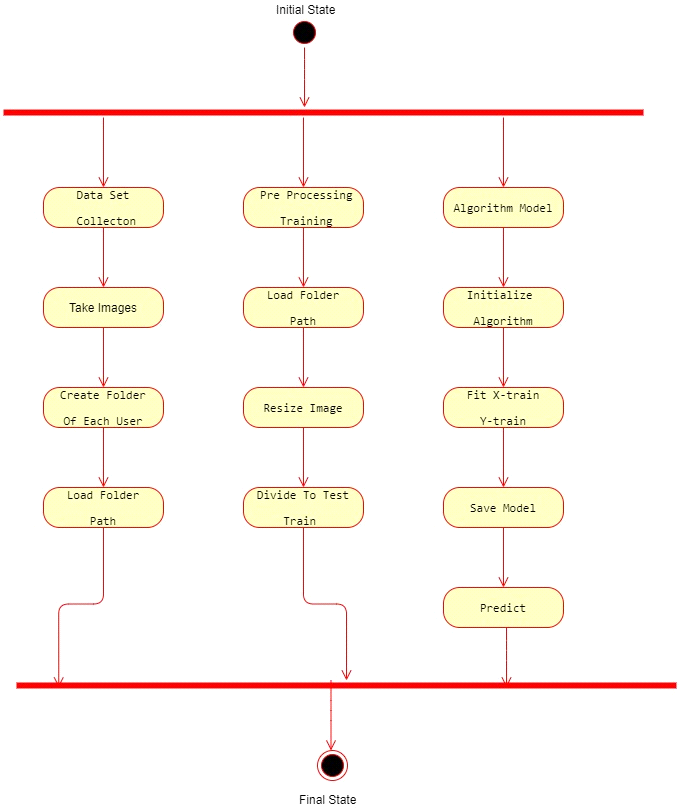 Initial State
Data Set
Collecton
Pre Processing
Training
Algorithm Model
Take Images
Load Folder
Path
Initialize
Algorithm
Create Folder
Of Each User
Resize Image
Fit X-train
Y-train
Load Folder
Path
Divide To Test
Train
Save Model
Predict
Final State